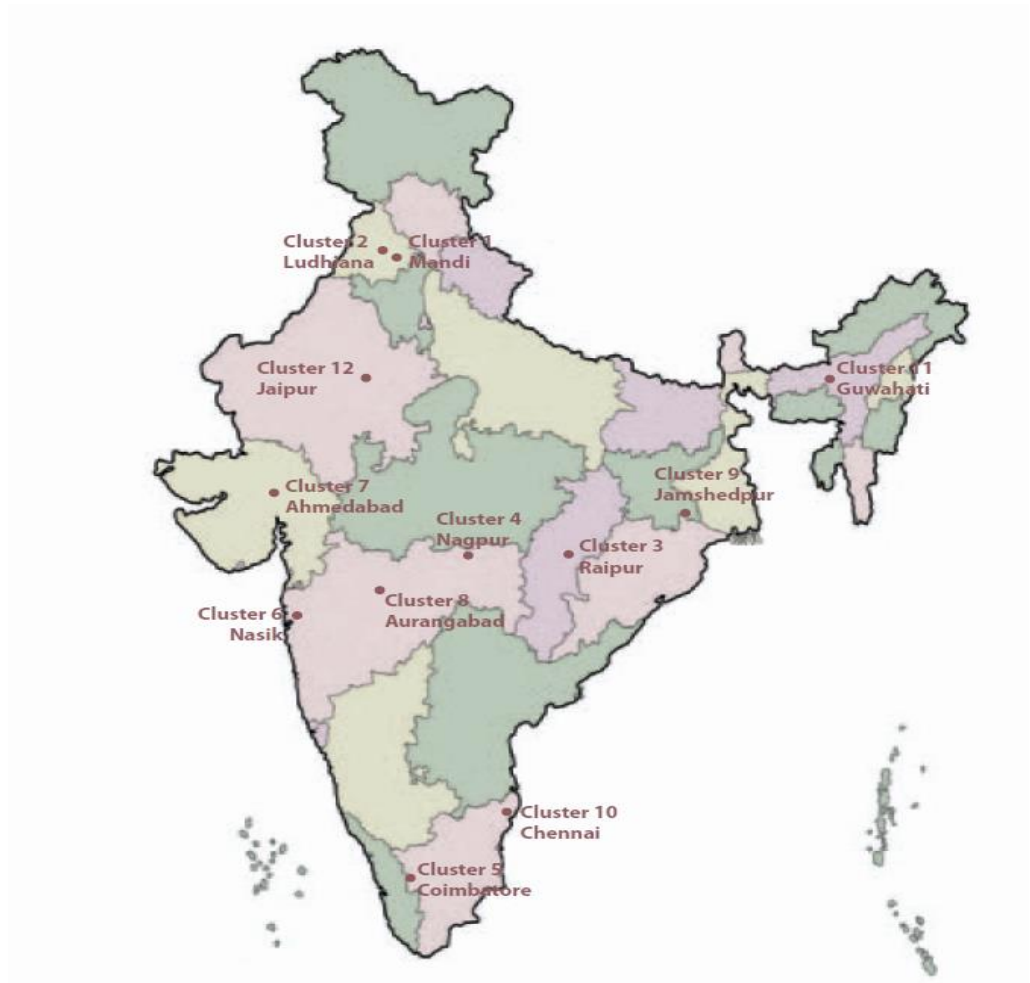 Cluster 2
Ludhiana
Cluster 1
Mandi
Cluster 12
Jaipur
Cluster 11
Guwahati
Cluster 7
Ahmedabad
Cluster 9
Jamshedpur
Cluster 4
Nagpur
Cluster 3
Raipur
Cluster 8
Aurangabad
Cluster 6
Nasik
Cluster 10
Chennai
Cluster 5
Coimbatore